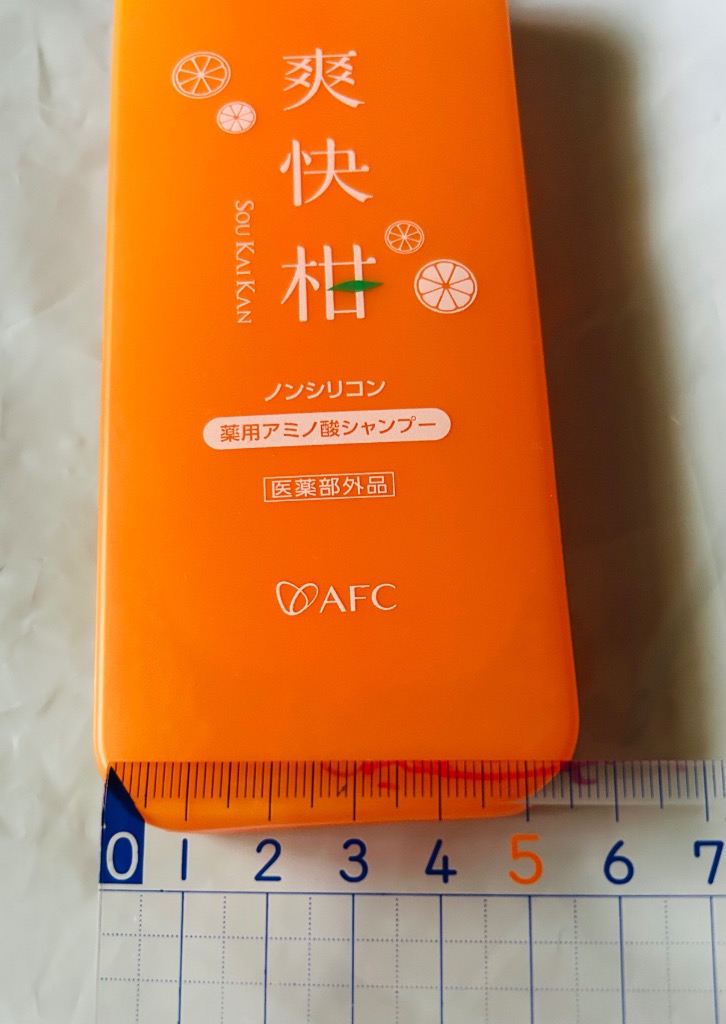 爽快柑
SOU KAI KAN
ノンシリコン
薬用アミノ酸シャンプー
医薬部外品
AFC
0 1 2 3 4 5 6 7